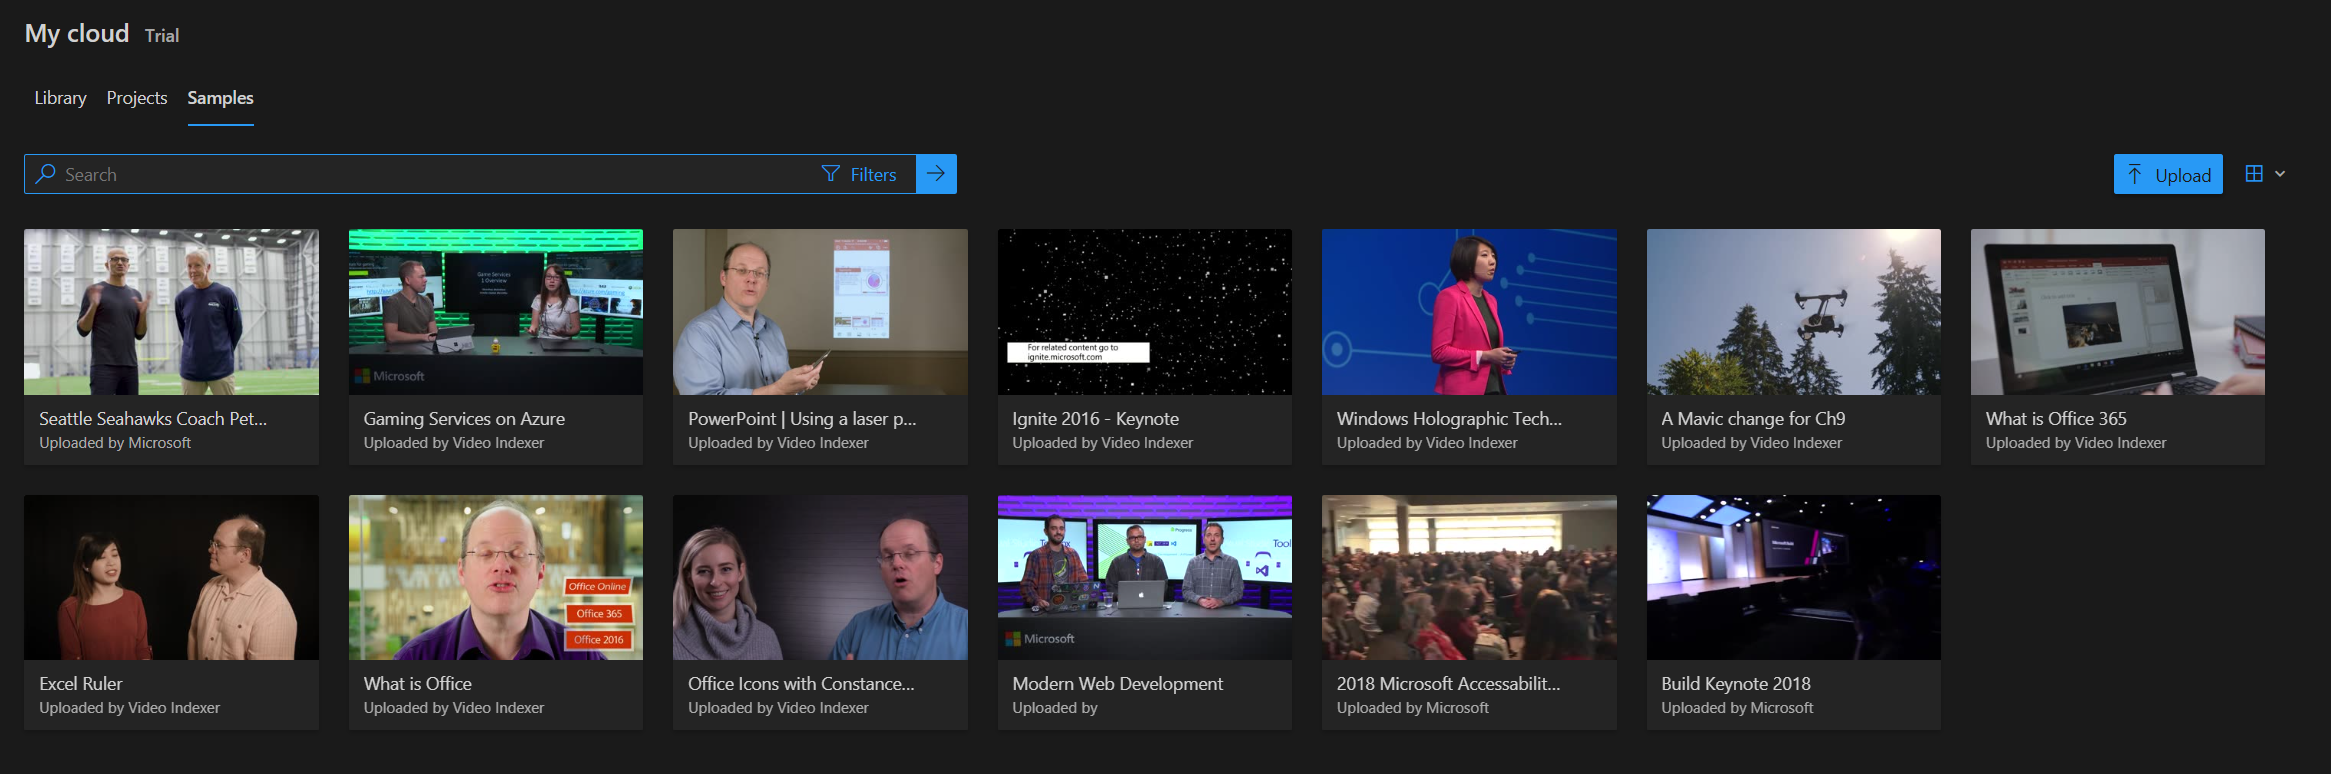 My cloud Trial
Library Projects Samples
Search Filters
Upload
Game Services
1 Overview
Microsoft
For related content go to
ignite.microsoft.com
Seattle Seahawks Coach Pet...
Uploaded by Microsoft
Gaming Services on Azure
Uploaded by Video Indexer
PowerPoint | Using a laser p...
Uploaded by Video Indexer
Ignite 2016 - Keynote
Uploaded by Video Indexer
Windows Holographic Tech...
Uploaded by Video Indexer
A Mavic change for Ch9
Uploaded by Video Indexer
What is Office 365
Uploaded by Video Indexer
Office Online
Office 365
Office 2016
Progress
Tool
Microsoft
Excel Ruler
Uploaded by Video Indexer
What is Office
Uploaded by Video Indexer
Office Icons with Constance...
Uploaded by Video Indexer
Modern Web Development
Uploaded by
2018 Microsoft Accessabilit...
Uploaded by Microsoft
Build Keynote 2018
Uploaded by Microsoft